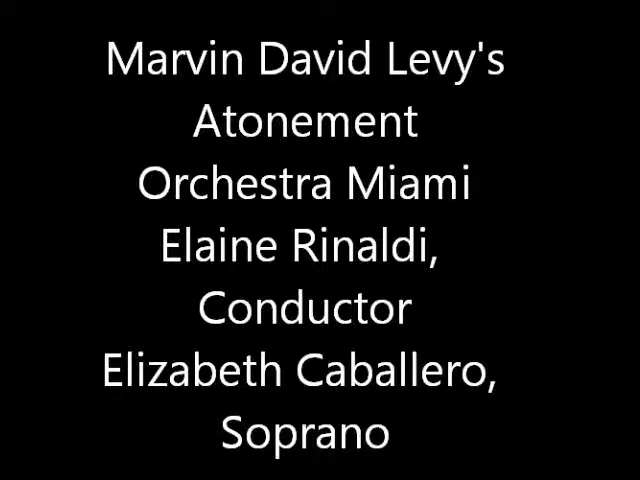 Marvin David Levy's
Atonement
Orchestra Miami
Elaine Rinaldi,
Conductor
Elizabeth Caballero,
Soprano